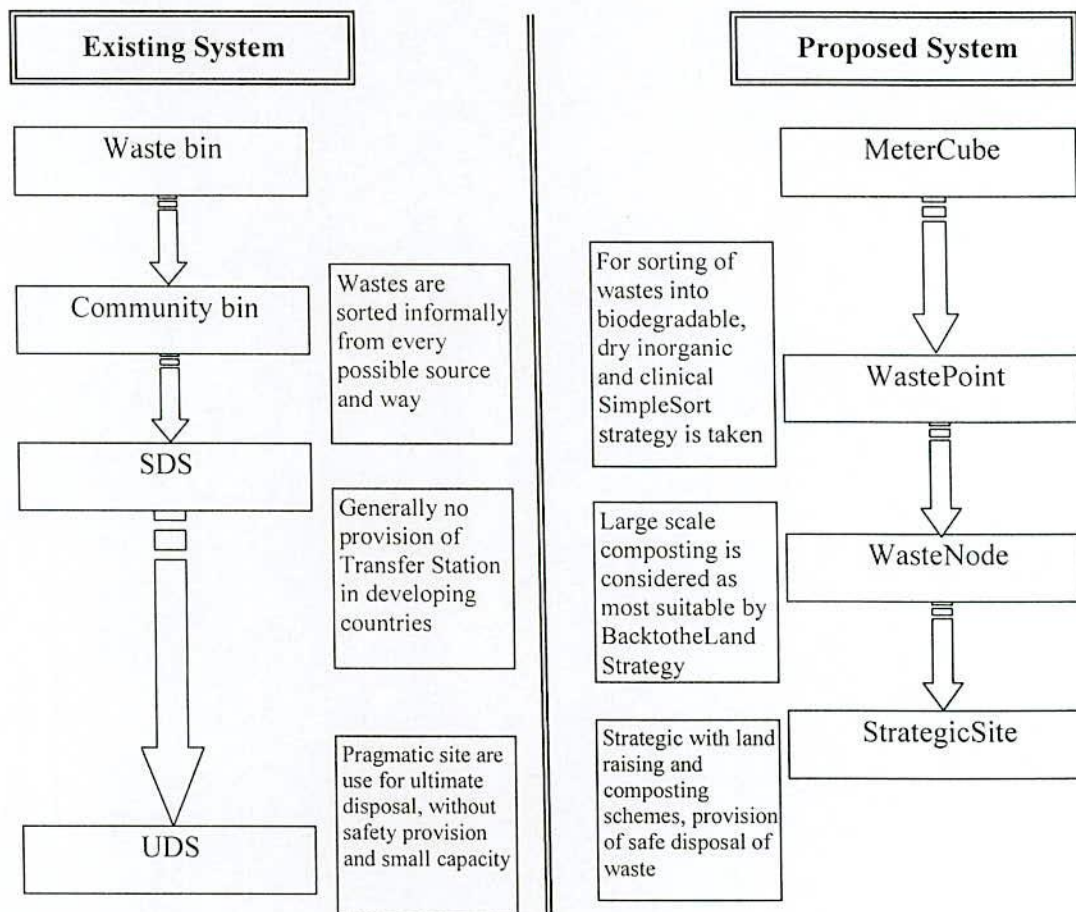 Existing System
Waste bin
Community bin
SDS
UDS
Wastes are
sorted informally
from every
possible source
and way
Generally no
provision of
Transfer Station
in developing
countries
Pragmatic site are
use for ultimate
disposal, without
safety provision
and small capacity
Proposed System
MeterCube
WastePoint
WasteNode
StrategicSite
For sorting of
wastes into
biodegradable,
dry inorganic
and clinical
SimpleSort
strategy is taken
Large scale
composting is
considered as
most suitable by
BacktotheLand
Strategy
Strategic with land
raising and
composting
schemes, provision
of safe disposal of
waste